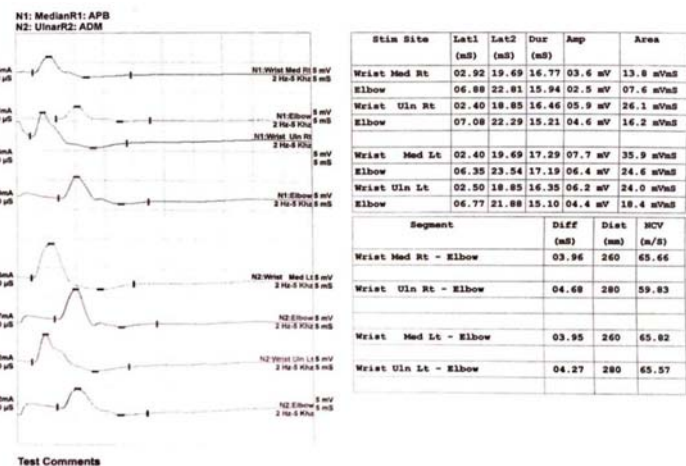 N1: MedianR1: APB
N2: UlnarR2: ADM
N1:Wrist Med Rt 5 mV
2 Hz-5 Khz 5 mS
N1:Elbow 5 mV
2 Hz-5 Khz 5 mS
N1:Wrist Uln Rt 5 mV
5 mS
N1:Elbow 5 mV
2 Hz-5 Khz 5 mS
N2:Wrist Med Lt 5 mV
2 Hz-5 Khz 5 mS
N2:Elbow 5 mV
2 Hz-5 Khz 5 mS
N2:Wrist Uln Lt 5 mV
2 Hz-5 Khz 5 mS
N2:Elbow 5 mV
2 Hz-5 Khz 5 mS
Test Comments
Stim Site Lat1 Lat2 Dur Amp Area
(mS) (mS) (mS)
Wrist Med Rt 02.92 19.69 16.77 03.6 mV 13.8 mVmS
Elbow 06.88 22.81 15.94 02.5 mV 07.6 mVmS
Wrist Uln Rt 02.40 18.85 16.46 05.9 mV 26.1 mVmS
Elbow 07.08 22.29 15.21 04.6 mV 16.2 mVmS
Wrist Med Lt 02.40 19.69 17.29 07.7 mV 35.9 mVmS
Elbow 06.35 23.54 17.19 06.4 mV 24.6 mVmS
Wrist Uln Lt 02.50 18.85 16.35 06.2 mV 24.0 mVmS
Elbow 06.77 21.88 15.10 04.4 mV 18.4 mVmS
Segment Diff Dist NCV
(mS) (mm) (m/S)
Wrist Med Rt - Elbow 03.96 260 65.66
Wrist Uln Rt - Elbow 04.68 280 59.83
Wrist Med Lt - Elbow 03.95 260 65.82
Wrist Uln Lt - Elbow 04.27 280 65.57